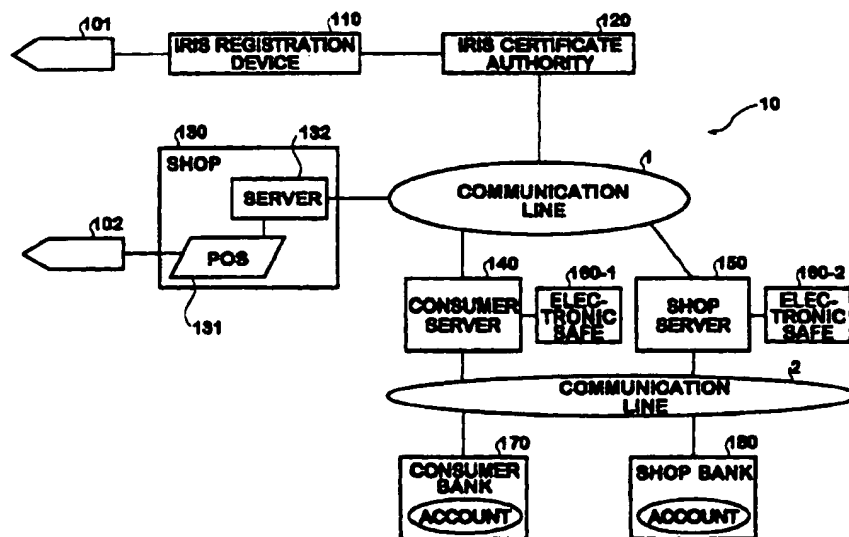 101
110
120
IRIS REGISTRATION
DEVICE
IRIS CERTIFICATE
AUTHORITY
10
130
132
SHOP
SERVER
1
COMMUNICATION
LINE
102
POS
131
140
CONSUMER
SERVER
160-1
ELEC-
TRONIC
SAFE
150
SHOP
SERVER
160-2
ELEC-
TRONIC
SAFE
2
COMMUNICATION
LINE
170
CONSUMER
BANK
ACCOUNT
180
SHOP BANK
ACCOUNT